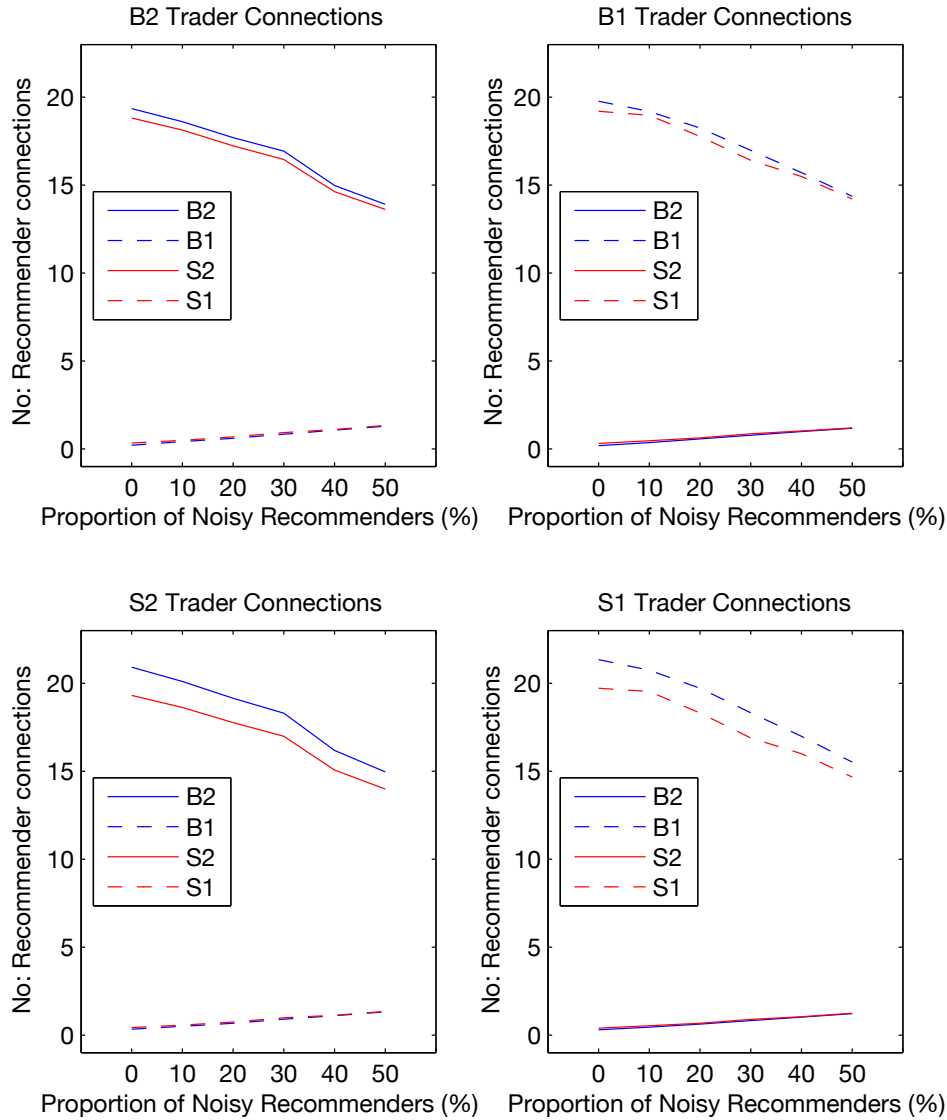 B2 Trader Connections
No: Recommender connections
20
15
10
5
0
B2
B1
S2
S1
0 10 20 30 40 50
Proportion of Noisy Recommenders (%)
B1 Trader Connections
No: Recommender connections
20
15
10
5
0
B2
B1
S2
S1
0 10 20 30 40 50
Proportion of Noisy Recommenders (%)
S2 Trader Connections
No: Recommender connections
20
15
10
5
0
B2
B1
S2
S1
0 10 20 30 40 50
Proportion of Noisy Recommenders (%)
S1 Trader Connections
No: Recommender connections
20
15
10
5
0
B2
B1
S2
S1
0 10 20 30 40 50
Proportion of Noisy Recommenders (%)